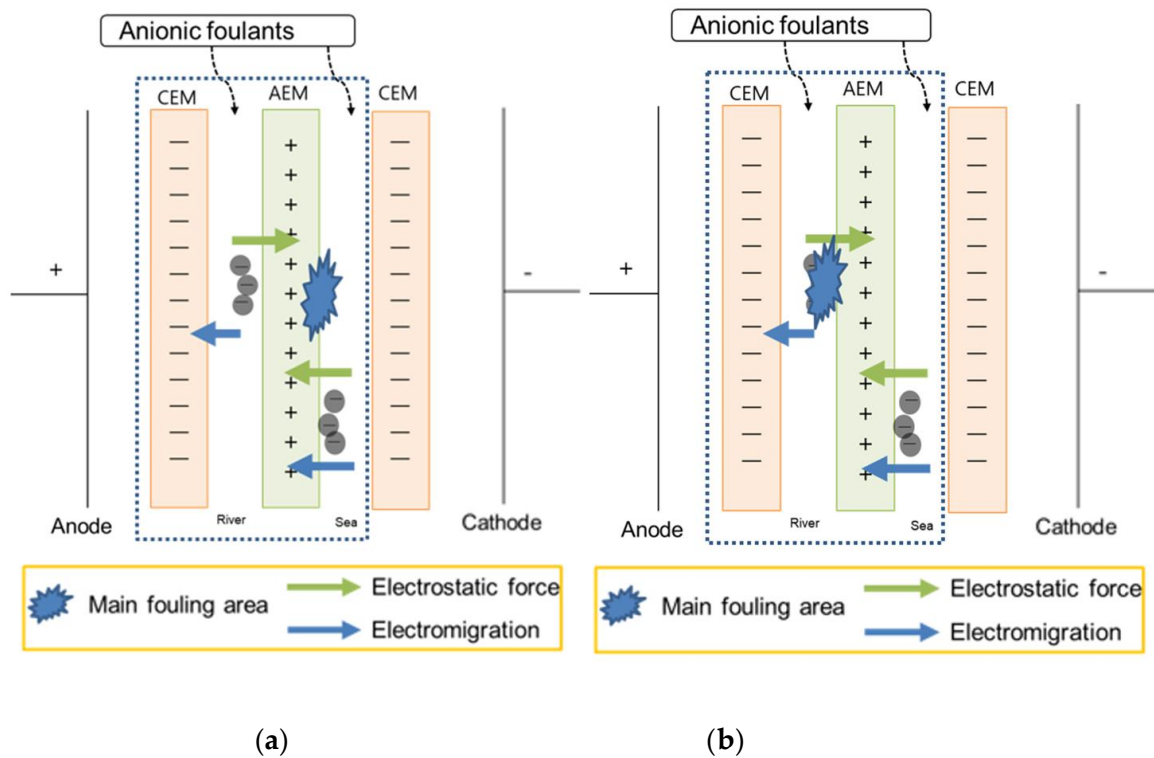 Anionic foulants
CEM
AEM
CEM
+
-
Anode
River
Sea
Cathode
Main fouling area
Electrostatic force
Electromigration
(a)
Anionic foulants
CEM
AEM
CEM
+
-
Anode
River
Sea
Cathode
Main fouling area
Electrostatic force
Electromigration
(b)